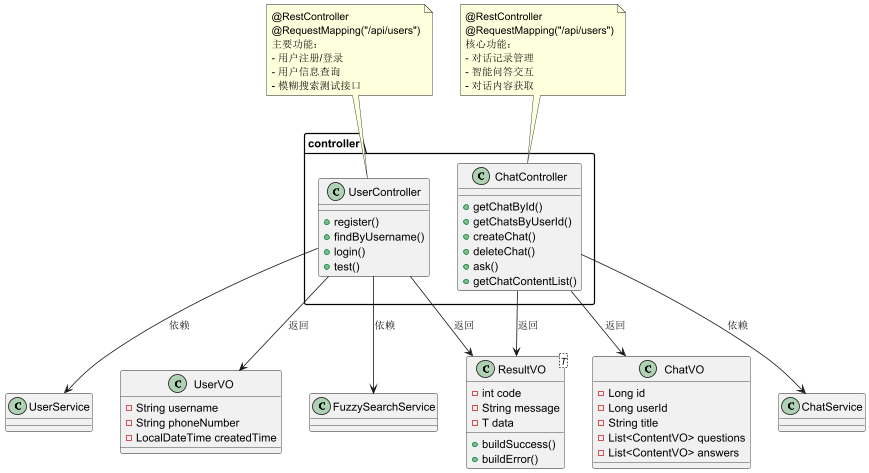 @RestController
@RequestMapping("/api/users")
主要功能：
- 用户注册/登录
- 用户信息查询
- 模糊搜索测试接口
@RestController
@RequestMapping("/api/users")
核心功能：
- 对话记录管理
- 智能问答交互
- 对话内容获取
controller
C UserController
register()
findByUsername()
login()
test()
C ChatController
getChatById()
getChatsByUserId()
createChat()
deleteChat()
ask()
getChatContentList()
依赖
返回
依赖
返回
返回
返回
依赖
C UserService
C UserVO
String username
String phoneNumber
LocalDateTime createdTime
C FuzzySearchService
C ResultVO
T
int code
String message
T data
buildSuccess()
buildError()
C ChatVO
Long id
Long userId
String title
List<ContentVO> questions
List<ContentVO> answers
C ChatService